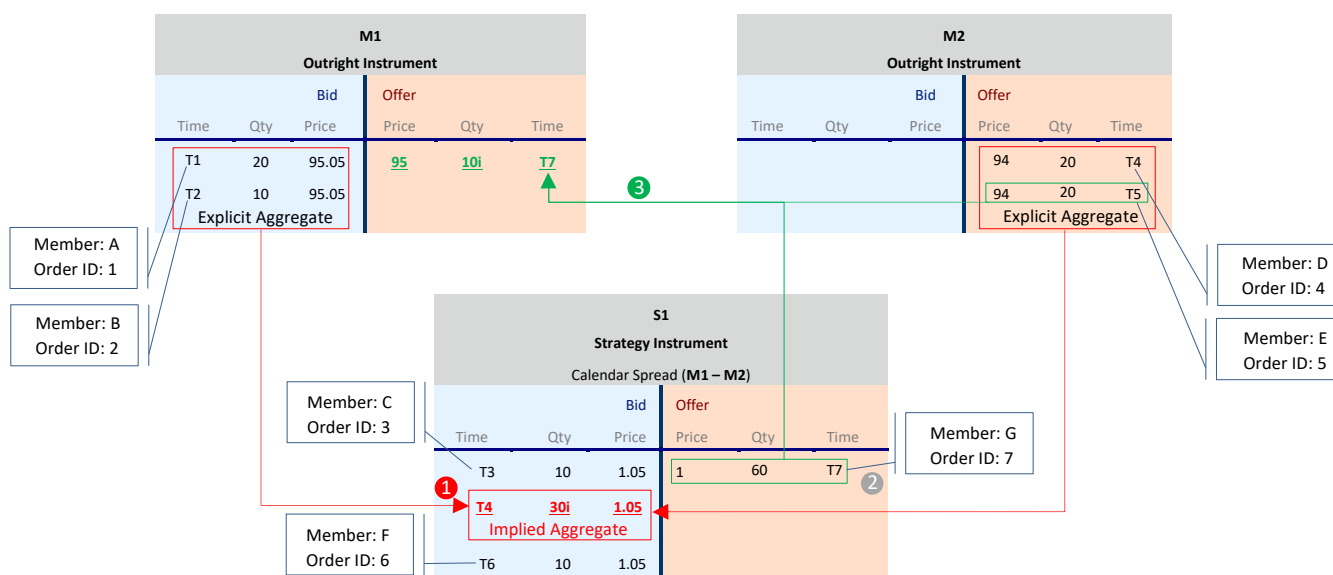 M1
Outright Instrument
Bid Offer
Time Qty Price Price Qty Time
T1 20 95.05 95 10i T7
T2 10 95.05
Explicit Aggregate
M2
Outright Instrument
Bid Offer
Time Qty Price Price Qty Time
94 20 T4
94 20 T5
Explicit Aggregate
3
Member: A
Order ID: 1
Member: B
Order ID: 2
Member: D
Order ID: 4
Member: E
Order ID: 5
S1
Strategy Instrument
Calendar Spread (M1 – M2)
Bid Offer
Time Qty Price Price Qty Time
T3 10 1.05 1 60 T7
1
2
T4 30i 1.05
Implied Aggregate
T6 10 1.05
Member: C
Order ID: 3
Member: G
Order ID: 7
Member: F
Order ID: 6